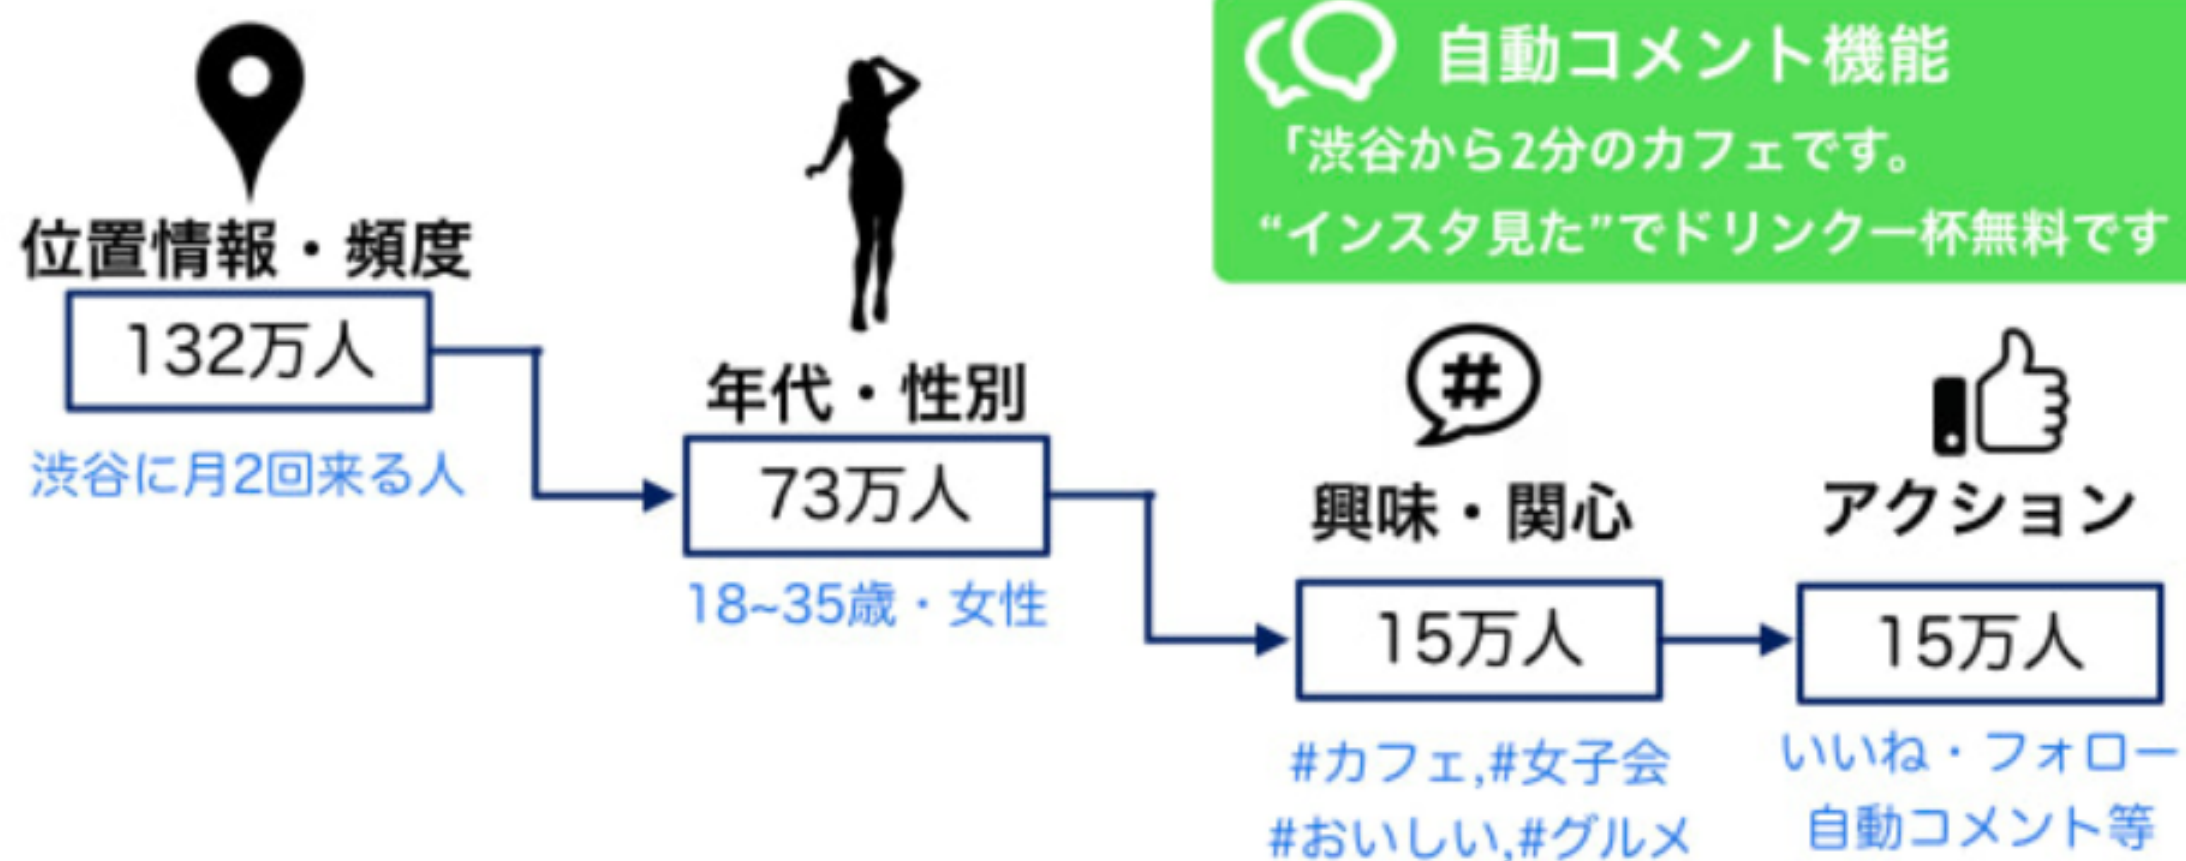 自動コメント機能
「渋谷から2分のカフェです。
“インスタ見た”でドリンク一杯無料です
位置情報・頻度
132万人
渋谷に月2回来る人
年代・性別
73万人
18~35歳・女性
#
興味・関心
15万人
#カフェ,#女子会
#おいしい,#グルメ
アクション
15万人
いいね・フォロー
自動コメント等